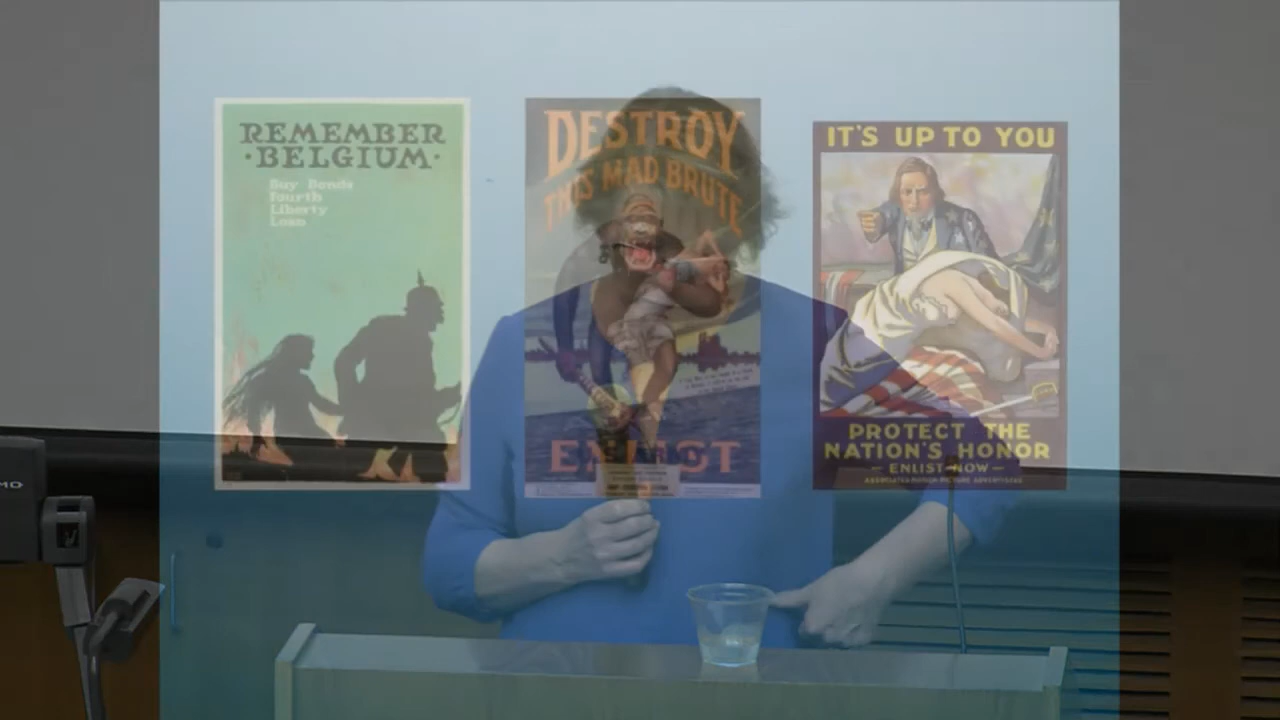 REMEMBER
·BELGIUM·
Buy Bonds
Fourth
Liberty
Loan
DESTROY
THIS MAD BRUTE
ENLIST
IT'S UP TO YOU
PROTECT THE
NATION'S HONOR
ENLIST NOW
MO